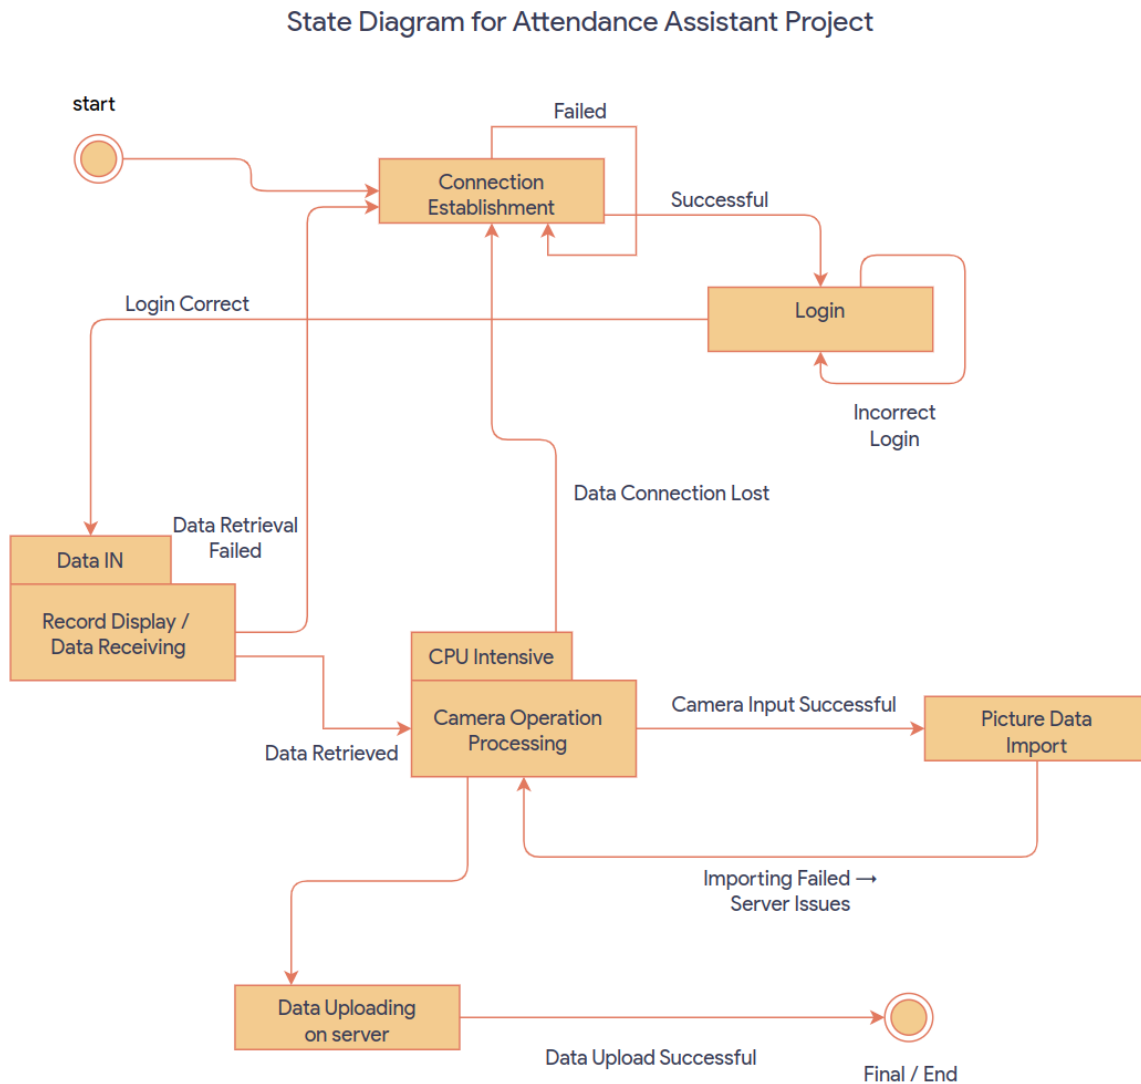 State Diagram for Attendance Assistant Project
start
Failed
Connection
Establishment
Successful
Login Correct
Login
Incorrect
Login
Data Connection Lost
Data Retrieval
Failed
Data IN
Record Display /
Data Receiving
CPU Intensive
Camera Operation
Processing
Camera Input Successful
Picture Data
Import
Data Retrieved
Importing Failed →
Server Issues
Data Uploading
on server
Data Upload Successful
Final / End